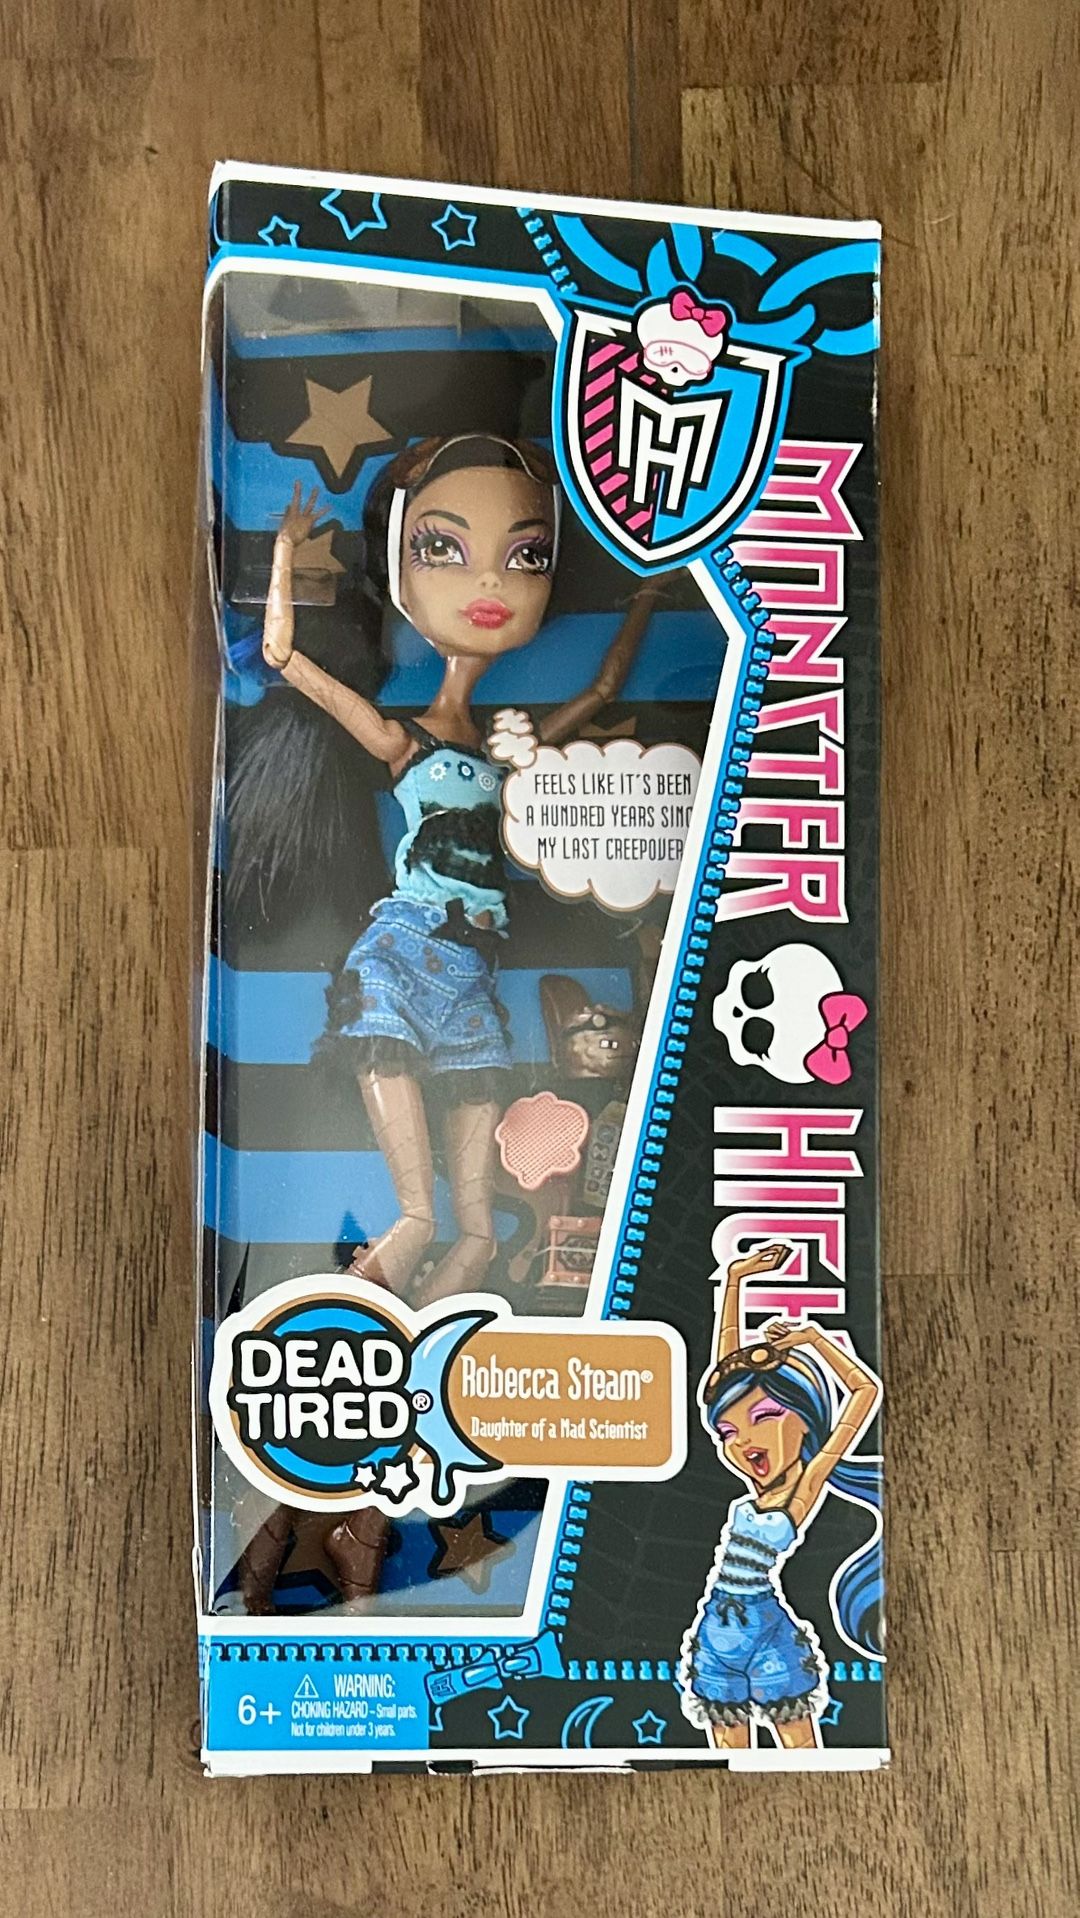 MH
MONSTER HIGH
FEELS LIKE IT'S BEEN
A HUNDRED YEARS SINC
MY LAST CREEPOVER
DEAD
TIRED®
Robecca Steam®
Daughter of a Mad Scientist
6+
WARNING:
CHOKING HAZARD - Small parts.
Not for children under 3 years.